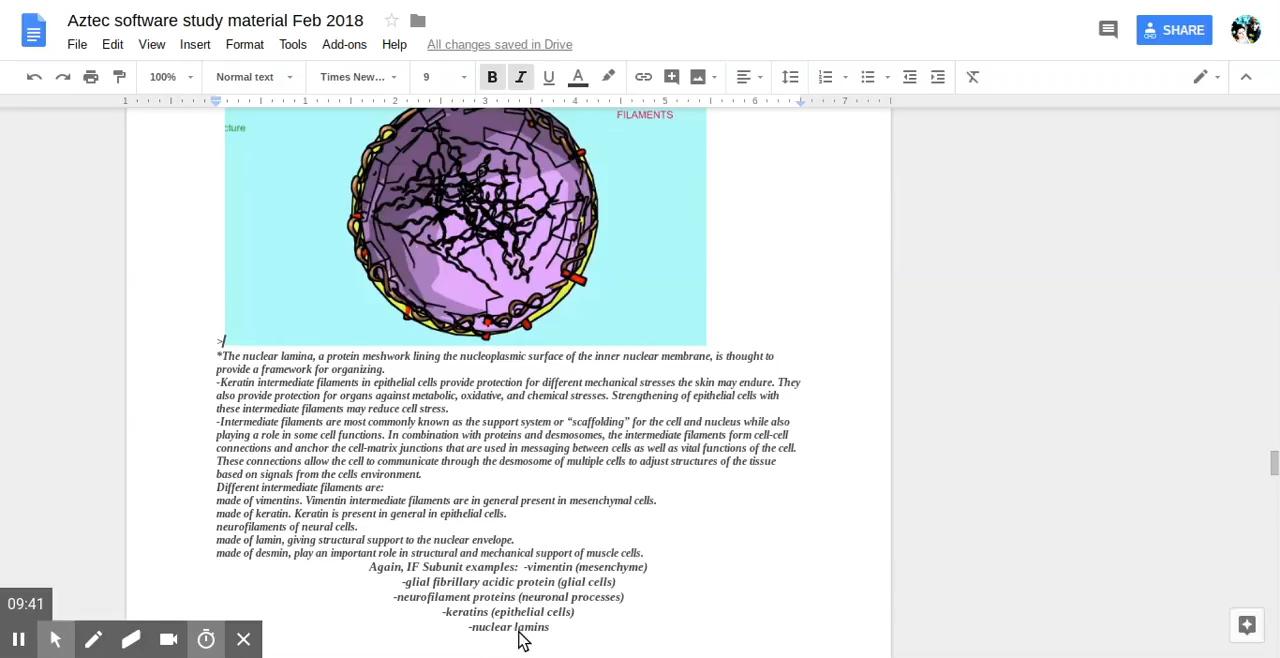 Aztec software study material Feb 2018
File Edit View Insert Format Tools Add-ons Help All changes saved in Drive
SHARE
100% Normal text Times New... 9 B I U A
1 1 2 3 4 5 6 7
cture
FILAMENTS
>
*The nuclear lamina, a protein meshwork lining the nucleoplasmic surface of the inner nuclear membrane, is thought to
provide a framework for organizing.
-Keratin intermediate filaments in epithelial cells provide protection for different mechanical stresses the skin may endure. They
also provide protection for organs against metabolic, oxidative, and chemical stresses. Strengthening of epithelial cells with
these intermediate filaments may reduce cell stress.
-Intermediate filaments are most commonly known as the support system or “scaffolding” for the cell and nucleus while also
playing a role in some cell functions. In combination with proteins and desmosomes, the intermediate filaments form cell-cell
connections and anchor the cell-matrix junctions that are used in messaging between cells as well as vital functions of the cell.
These connections allow the cell to communicate through the desmosome of multiple cells to adjust structures of the tissue
based on signals from the cells environment.
Different intermediate filaments are:
made of vimentins. Vimentin intermediate filaments are in general present in mesenchymal cells.
made of keratin. Keratin is present in general in epithelial cells.
neurofilaments of neural cells.
made of lamin, giving structural support to the nuclear envelope.
made of desmin, play an important role in structural and mechanical support of muscle cells.
Again, IF Subunit examples: -vimentin (mesenchyme)
-glial fibrillary acidic protein (glial cells)
-neurofilament proteins (neuronal processes)
-keratins (epithelial cells)
-nuclear lamins
09:41